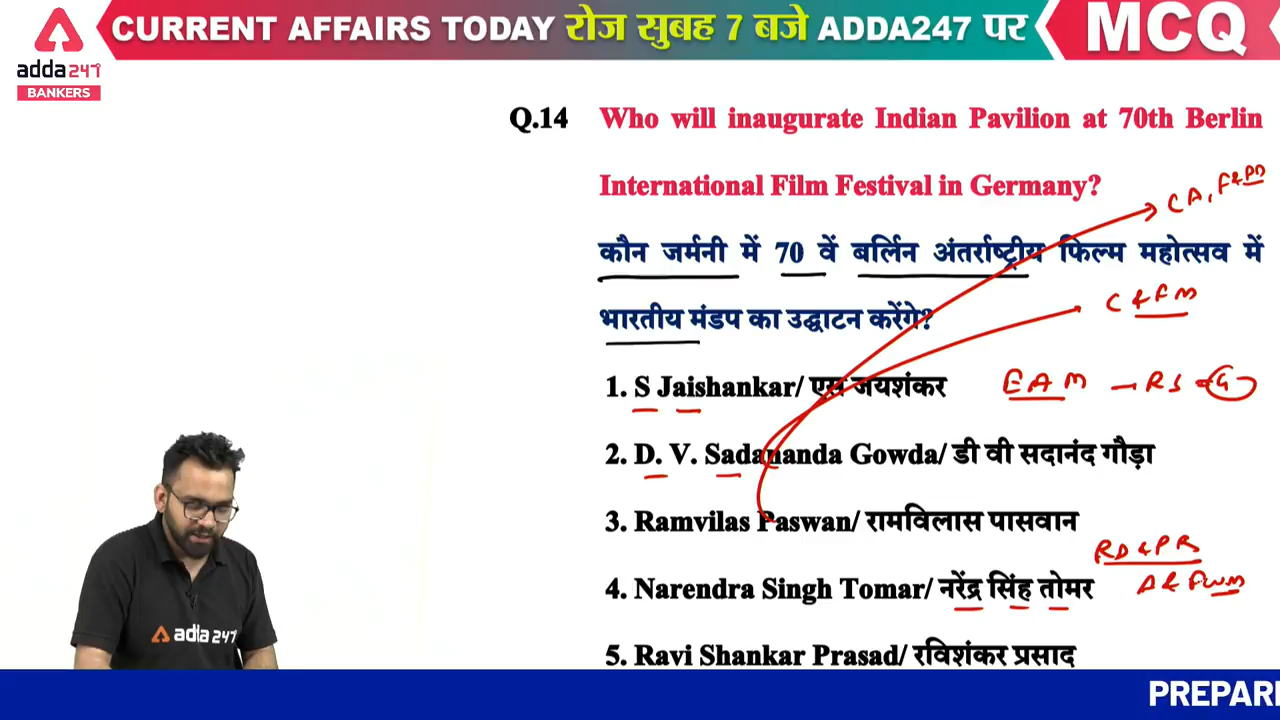 CURRENT AFFAIRS TODAY रोज सुबह 7 बजे ADDA247 पर
MCQ
adda247
BANKERS
Q.14 Who will inaugurate Indian Pavilion at 70th Berlin
International Film Festival in Germany?
CA, F&PD
कौन जर्मनी में 70 वें बर्लिन अंतर्राष्ट्रीय फिल्म महोत्सव में
C & FM
भारतीय मंडप का उद्घाटन करेंगे?
1. S Jaishankar/ एस जयशंकर EAM – RS – G
2. D. V. Sadananda Gowda/ डी वी सदानंद गौड़ा
3. Ramvilas Paswan/ रामविलास पासवान
RD & PR
4. Narendra Singh Tomar/ नरेंद्र सिंह तोमर A & FWM
5. Ravi Shankar Prasad/ रविशंकर प्रसाद
adda247
PREPARE